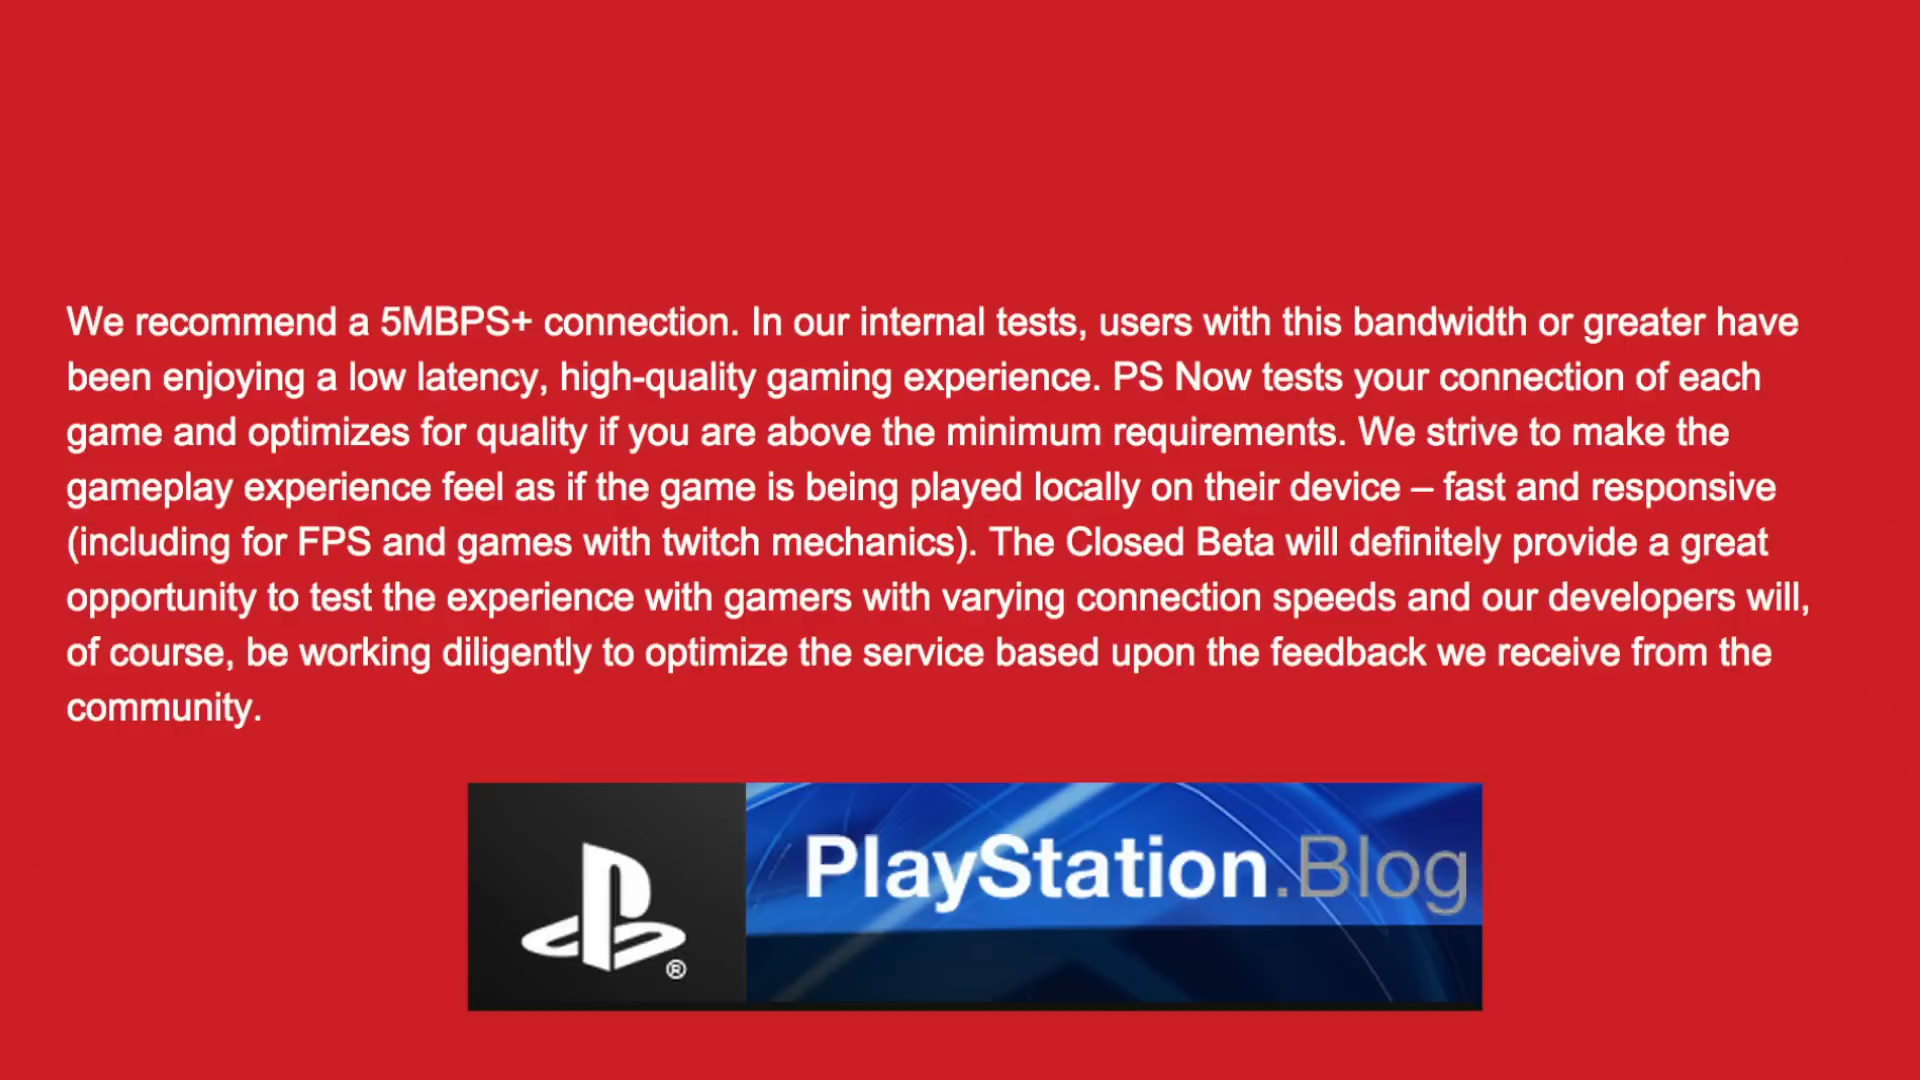 We recommend a 5MBPS+ connection. In our internal tests, users with this bandwidth or greater have
been enjoying a low latency, high-quality gaming experience. PS Now tests your connection of each
game and optimizes for quality if you are above the minimum requirements. We strive to make the
gameplay experience feel as if the game is being played locally on their device – fast and responsive
(including for FPS and games with twitch mechanics). The Closed Beta will definitely provide a great
opportunity to test the experience with gamers with varying connection speeds and our developers will,
of course, be working diligently to optimize the service based upon the feedback we receive from the
community.
PlayStation.Blog
®